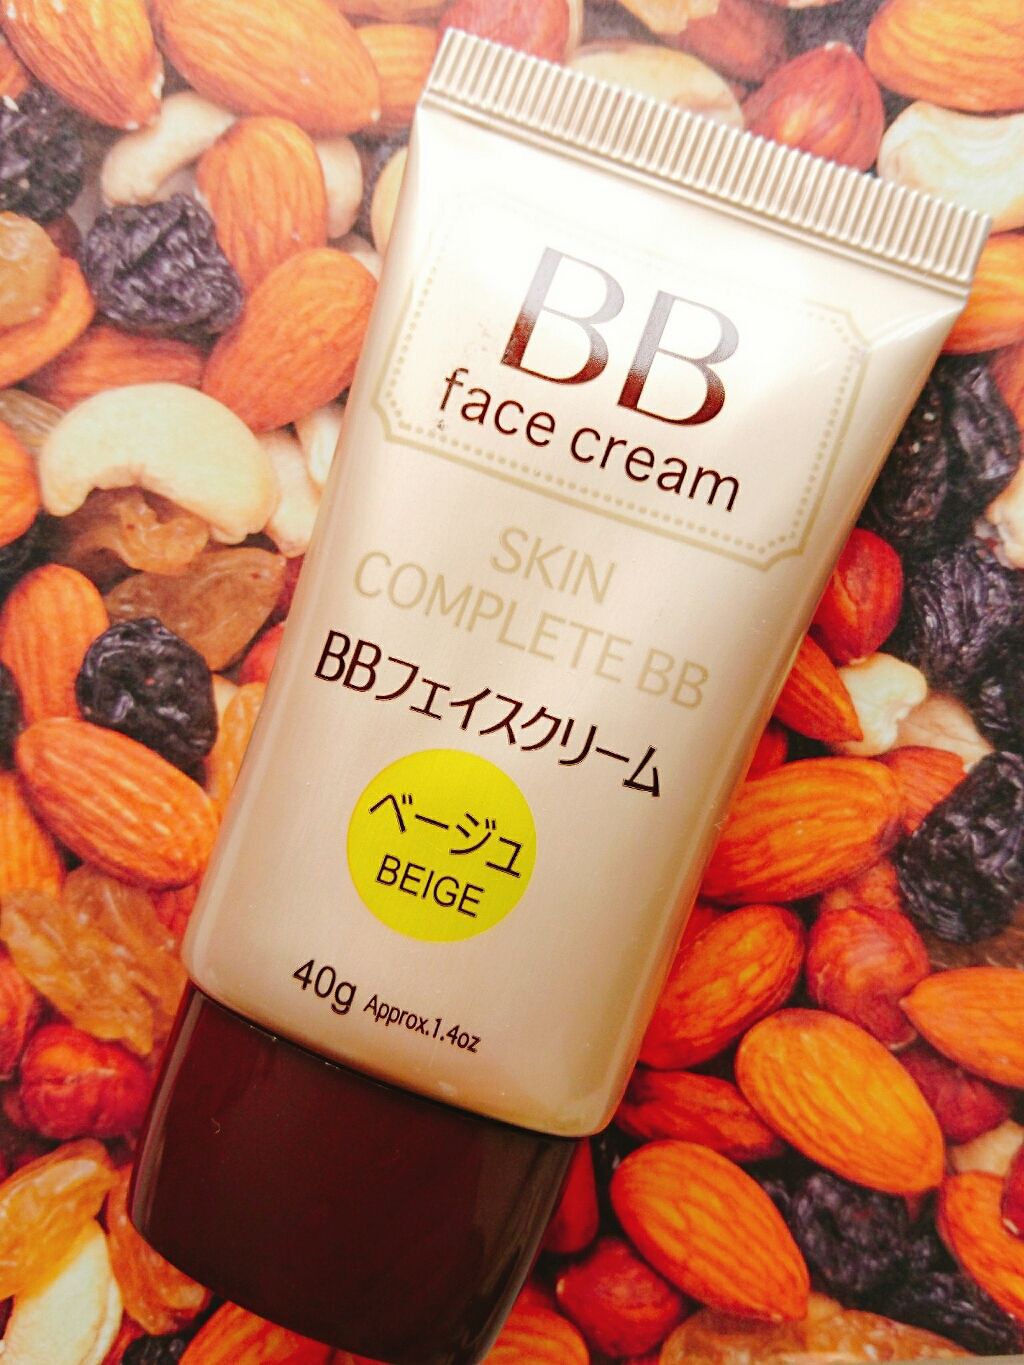 BB
face cream
SKIN
COMPLETE BB
BBフェイスクリーム
ベージュ
BEIGE
40g Approx.1.4oz